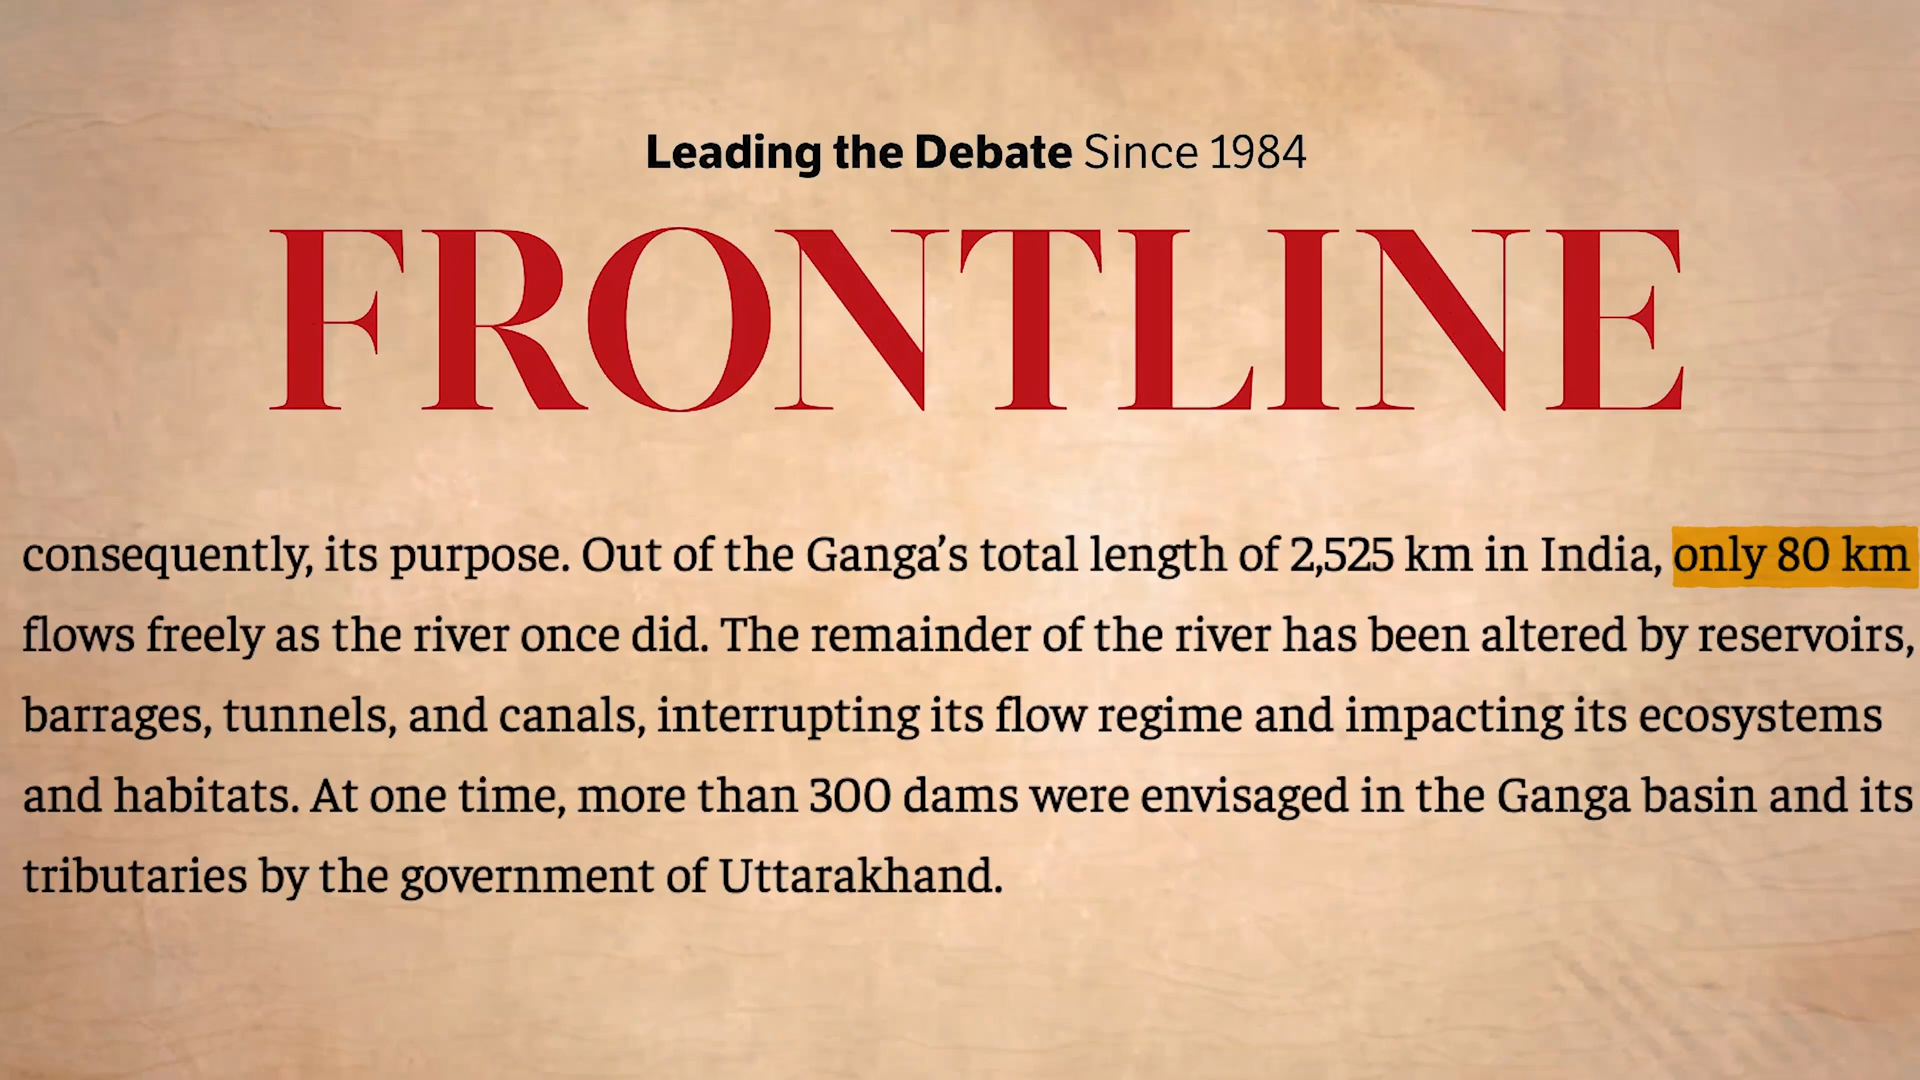 Leading the Debate Since 1984
FRONTLINE
consequently, its purpose. Out of the Ganga’s total length of 2,525 km in India, only 80 km
flows freely as the river once did. The remainder of the river has been altered by reservoirs,
barrages, tunnels, and canals, interrupting its flow regime and impacting its ecosystems
and habitats. At one time, more than 300 dams were envisaged in the Ganga basin and its
tributaries by the government of Uttarakhand.